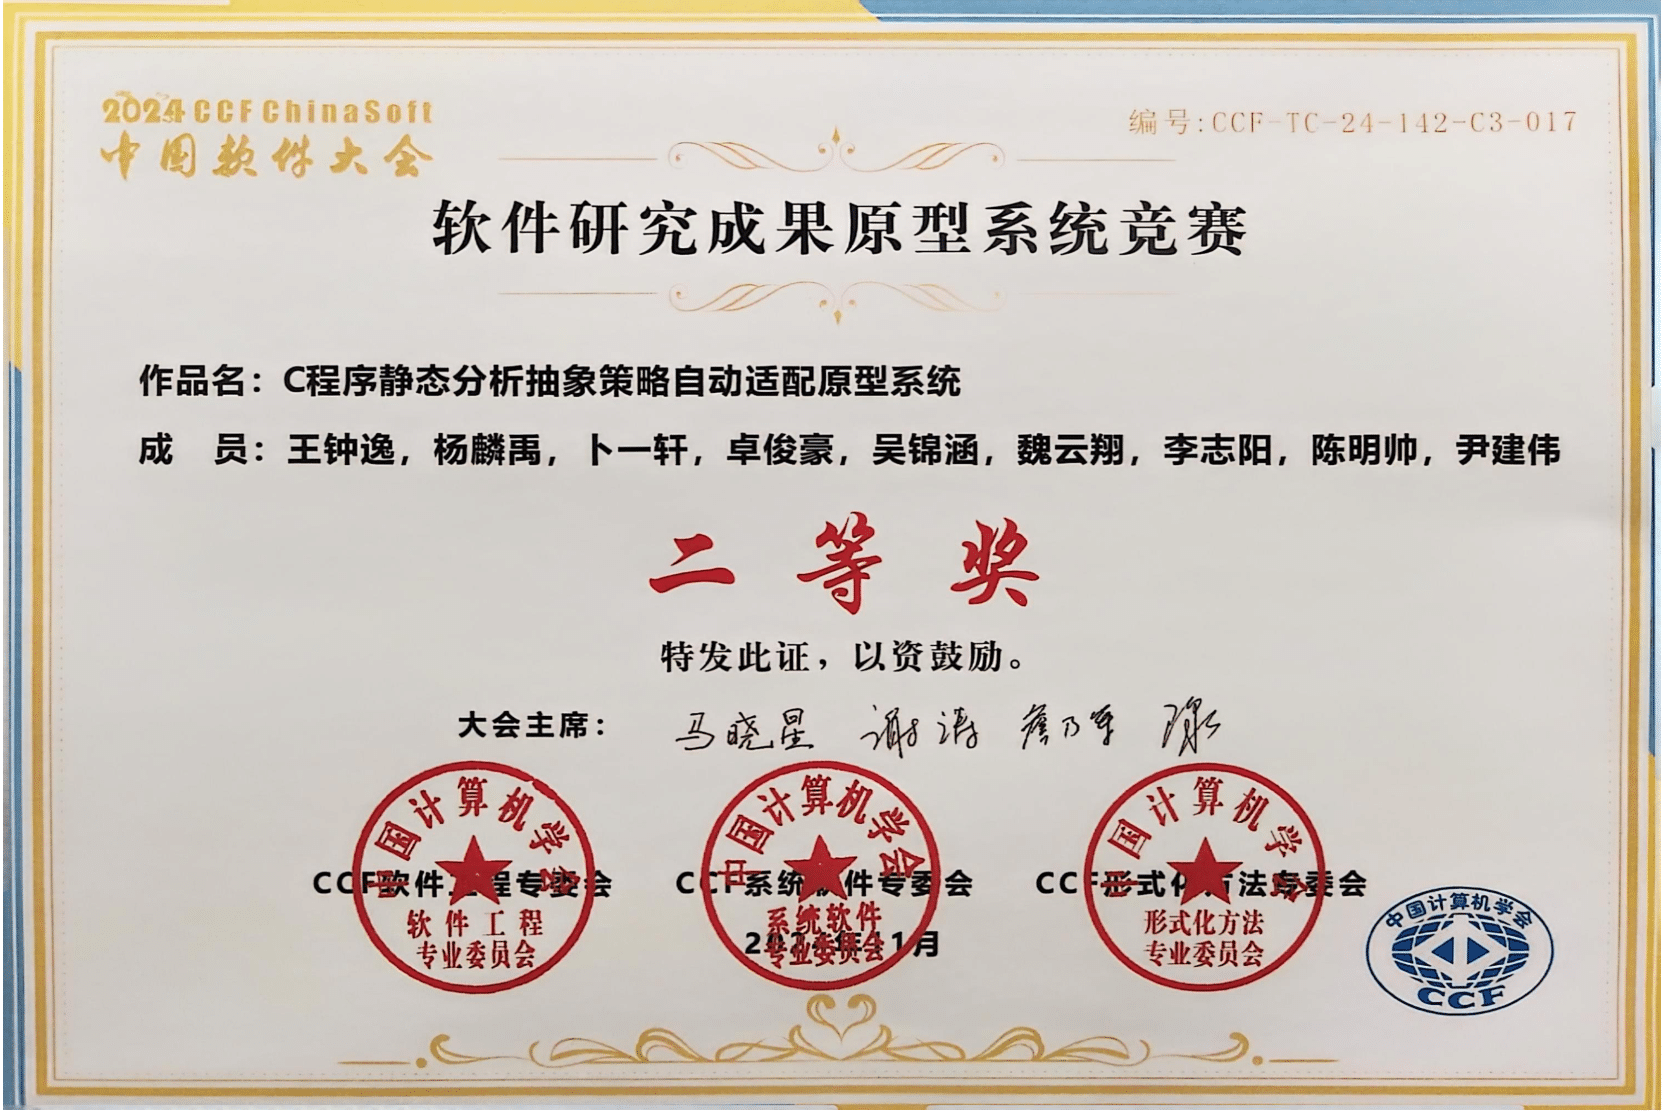 2024 CCF ChinaSoft
中国软件大会
编号:CCF-TC-24-142-C3-017
软件研究成果原型系统竞赛
作品名：C程序静态分析抽象策略自动适配原型系统
成 员：王钟逸，杨麟禹，卜一轩，卓俊豪，吴锦涵，魏云翔，李志阳，陈明帅，尹建伟
二等奖
特发此证，以资鼓励。
大会主席： 马晓星 谢涛 詹乃军
中国计算机学会
中国计算机学会
中国计算机学会
CCF软件工程专委会 CCF系统软件专委会 CCF形式化方法专委会
软件工程
专业委员会
系统软件
专业委员会
形式化方法
专业委员会
2024年11月
中国计算机学会
CCF